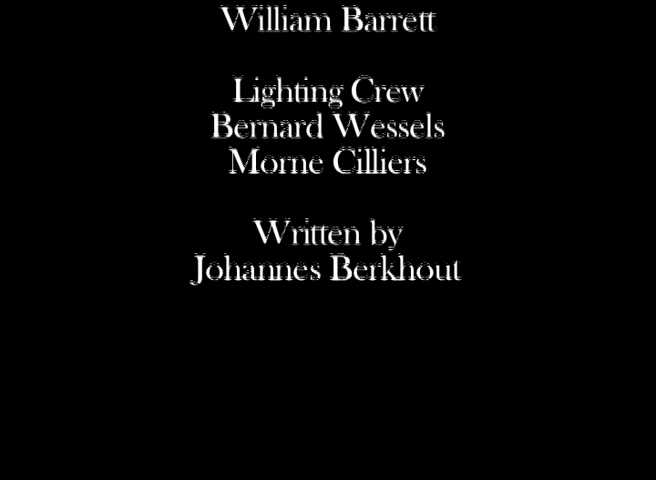 William Barrett
Lighting Crew
Bernard Wessels
Morne Cilliers
Written by
Johannes Berkhout